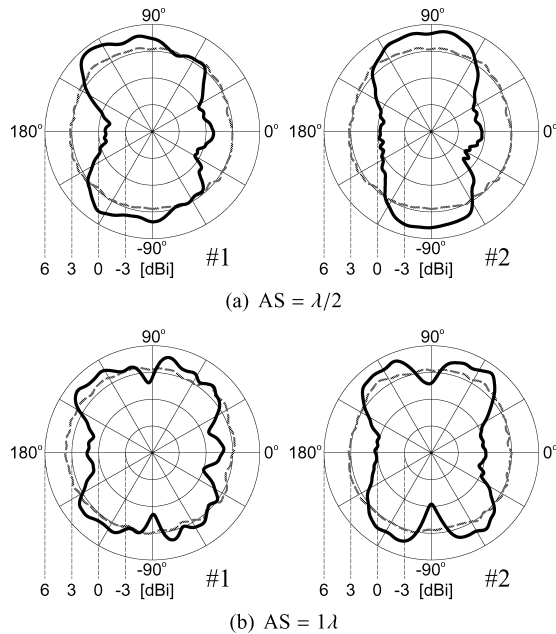 90° 90°
180° 0° 180° 0°
-90° -90°
#1 #2
6 3 0 -3 [dBi] 6 3 0 -3 [dBi]
(a) AS = λ/2
90° 90°
180° 0° 180° 0°
-90° -90°
#1 #2
6 3 0 -3 [dBi] 6 3 0 -3 [dBi]
(b) AS = 1λ